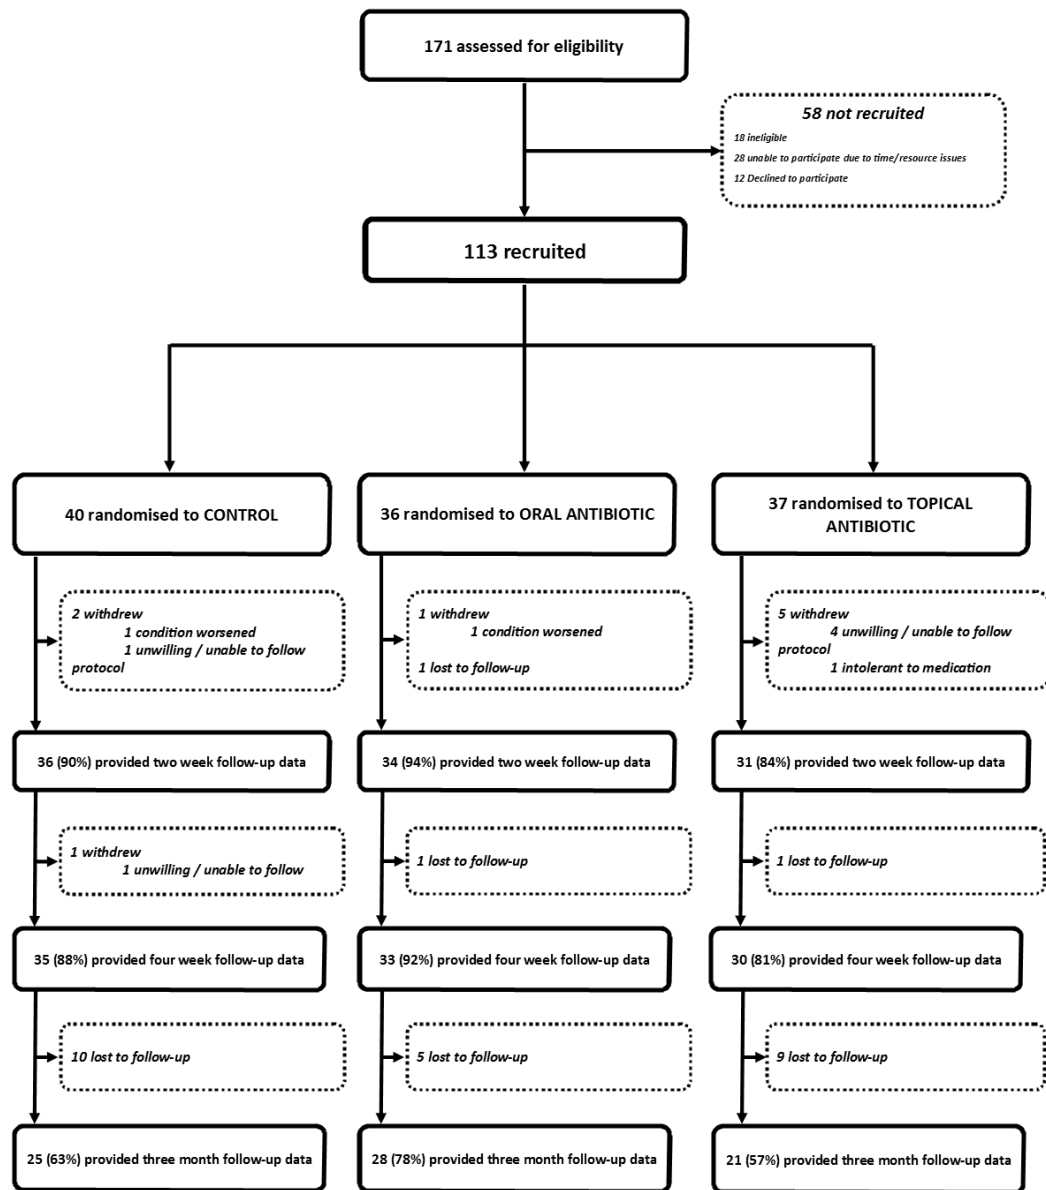 171 assessed for eligibility
58 not recruited
18 ineligible
28 unable to participate due to time/resource issues
12 Declined to participate
113 recruited
40 randomised to CONTROL
36 randomised to ORAL ANTIBIOTIC
37 randomised to TOPICAL
ANTIBIOTIC
2 withdrew
1 condition worsened
1 unwilling / unable to follow
protocol
1 withdrew
1 condition worsened
1 lost to follow-up
5 withdrew
4 unwilling / unable to follow
protocol
1 intolerant to medication
36 (90%) provided two week follow-up data
34 (94%) provided two week follow-up data
31 (84%) provided two week follow-up data
1 withdrew
1 unwilling / unable to follow
1 lost to follow-up
1 lost to follow-up
35 (88%) provided four week follow-up data
33 (92%) provided four week follow-up data
30 (81%) provided four week follow-up data
10 lost to follow-up
5 lost to follow-up
9 lost to follow-up
25 (63%) provided three month follow-up data
28 (78%) provided three month follow-up data
21 (57%) provided three month follow-up data